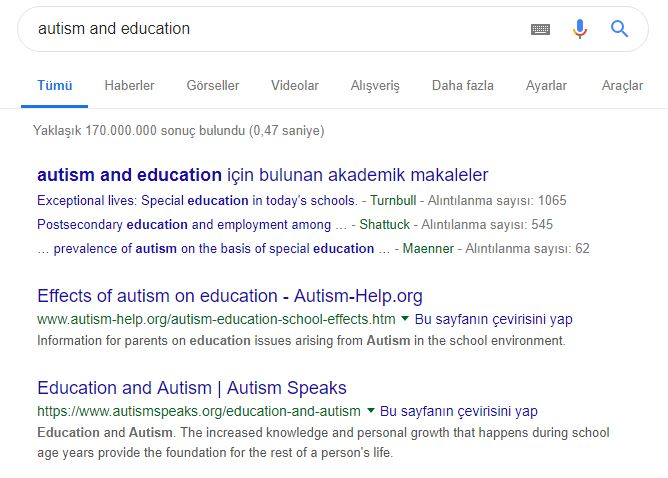 autism and education
Tümü Haberler Görseller Videolar Alışveriş Daha fazla Ayarlar Araçlar
Yaklaşık 170.000.000 sonuç bulundu (0,47 saniye)
autism and education için bulunan akademik makaleler
Exceptional lives: Special education in today's schools. - Turnbull - Alıntılanma sayısı: 1065
Postsecondary education and employment among … - Shattuck - Alıntılanma sayısı: 545
… prevalence of autism on the basis of special education … - Maenner - Alıntılanma sayısı: 62
Effects of autism on education - Autism-Help.org
www.autism-help.org/autism-education-school-effects.htm ▼ Bu sayfanın çevirisini yap
Information for parents on education issues arising from Autism in the school environment.
Education and Autism | Autism Speaks
https://www.autismspeaks.org/education-and-autism ▼ Bu sayfanın çevirisini yap
Education and Autism. The increased knowledge and personal growth that happens during school
age years provide the foundation for the rest of a person's life.